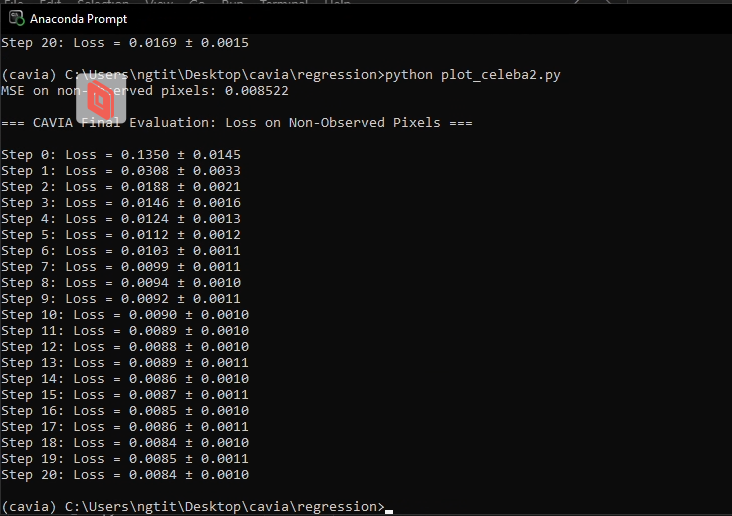 Anaconda Prompt
Step 20: Loss = 0.0169 ± 0.0015
(cavia) C:\Users\ngtit\Desktop\cavia\regression>python plot_celeba2.py
MSE on non-observed pixels: 0.008522
=== CAVIA Final Evaluation: Loss on Non-Observed Pixels ===
Step 0: Loss = 0.1350 ± 0.0145
Step 1: Loss = 0.0308 ± 0.0033
Step 2: Loss = 0.0188 ± 0.0021
Step 3: Loss = 0.0146 ± 0.0016
Step 4: Loss = 0.0124 ± 0.0013
Step 5: Loss = 0.0112 ± 0.0012
Step 6: Loss = 0.0103 ± 0.0011
Step 7: Loss = 0.0099 ± 0.0011
Step 8: Loss = 0.0094 ± 0.0010
Step 9: Loss = 0.0092 ± 0.0011
Step 10: Loss = 0.0090 ± 0.0010
Step 11: Loss = 0.0089 ± 0.0010
Step 12: Loss = 0.0088 ± 0.0010
Step 13: Loss = 0.0089 ± 0.0011
Step 14: Loss = 0.0086 ± 0.0010
Step 15: Loss = 0.0087 ± 0.0011
Step 16: Loss = 0.0085 ± 0.0010
Step 17: Loss = 0.0086 ± 0.0011
Step 18: Loss = 0.0084 ± 0.0010
Step 19: Loss = 0.0085 ± 0.0011
Step 20: Loss = 0.0084 ± 0.0010
(cavia) C:\Users\ngtit\Desktop\cavia\regression>